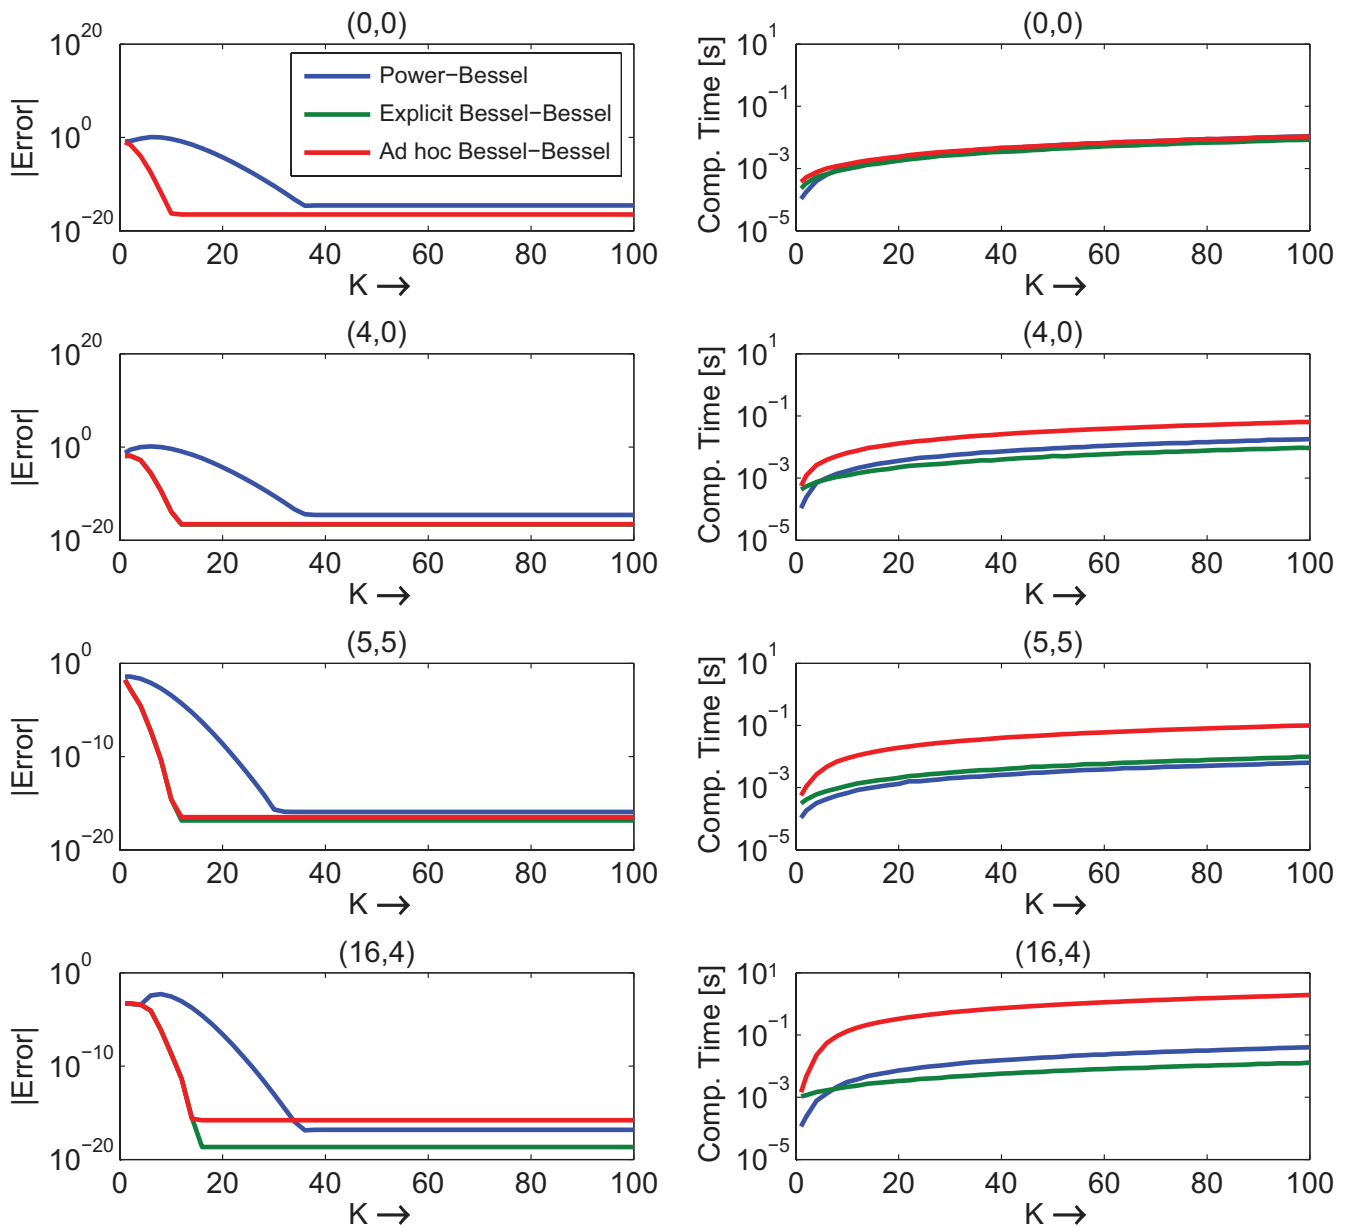 (0,0)
(0,0)
|Error|
10^20
10^0
10^−20
Power−Bessel
Explicit Bessel−Bessel
Ad hoc Bessel−Bessel
0 20 40 60 80 100
K →
Comp. Time [s]
10^1
10^−1
10^−3
10^−5
0 20 40 60 80 100
K →
(4,0)
(4,0)
|Error|
10^20
10^0
10^−20
0 20 40 60 80 100
K →
Comp. Time [s]
10^1
10^−1
10^−3
10^−5
0 20 40 60 80 100
K →
(5,5)
(5,5)
|Error|
10^0
10^−10
10^−20
0 20 40 60 80 100
K →
Comp. Time [s]
10^1
10^−1
10^−3
10^−5
0 20 40 60 80 100
K →
(16,4)
(16,4)
|Error|
10^0
10^−10
10^−20
0 20 40 60 80 100
K →
Comp. Time [s]
10^1
10^−1
10^−3
10^−5
0 20 40 60 80 100
K →